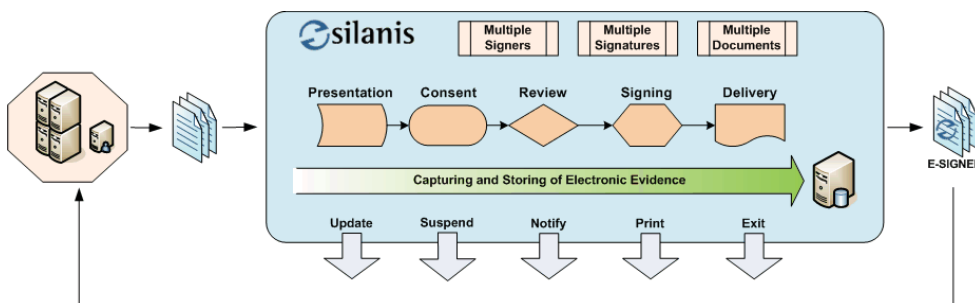 silanis
Multiple
Signers
Multiple
Signatures
Multiple
Documents
Presentation
Consent
Review
Signing
Delivery
Capturing and Storing of Electronic Evidence
E-SIGNED
Update
Suspend
Notify
Print
Exit